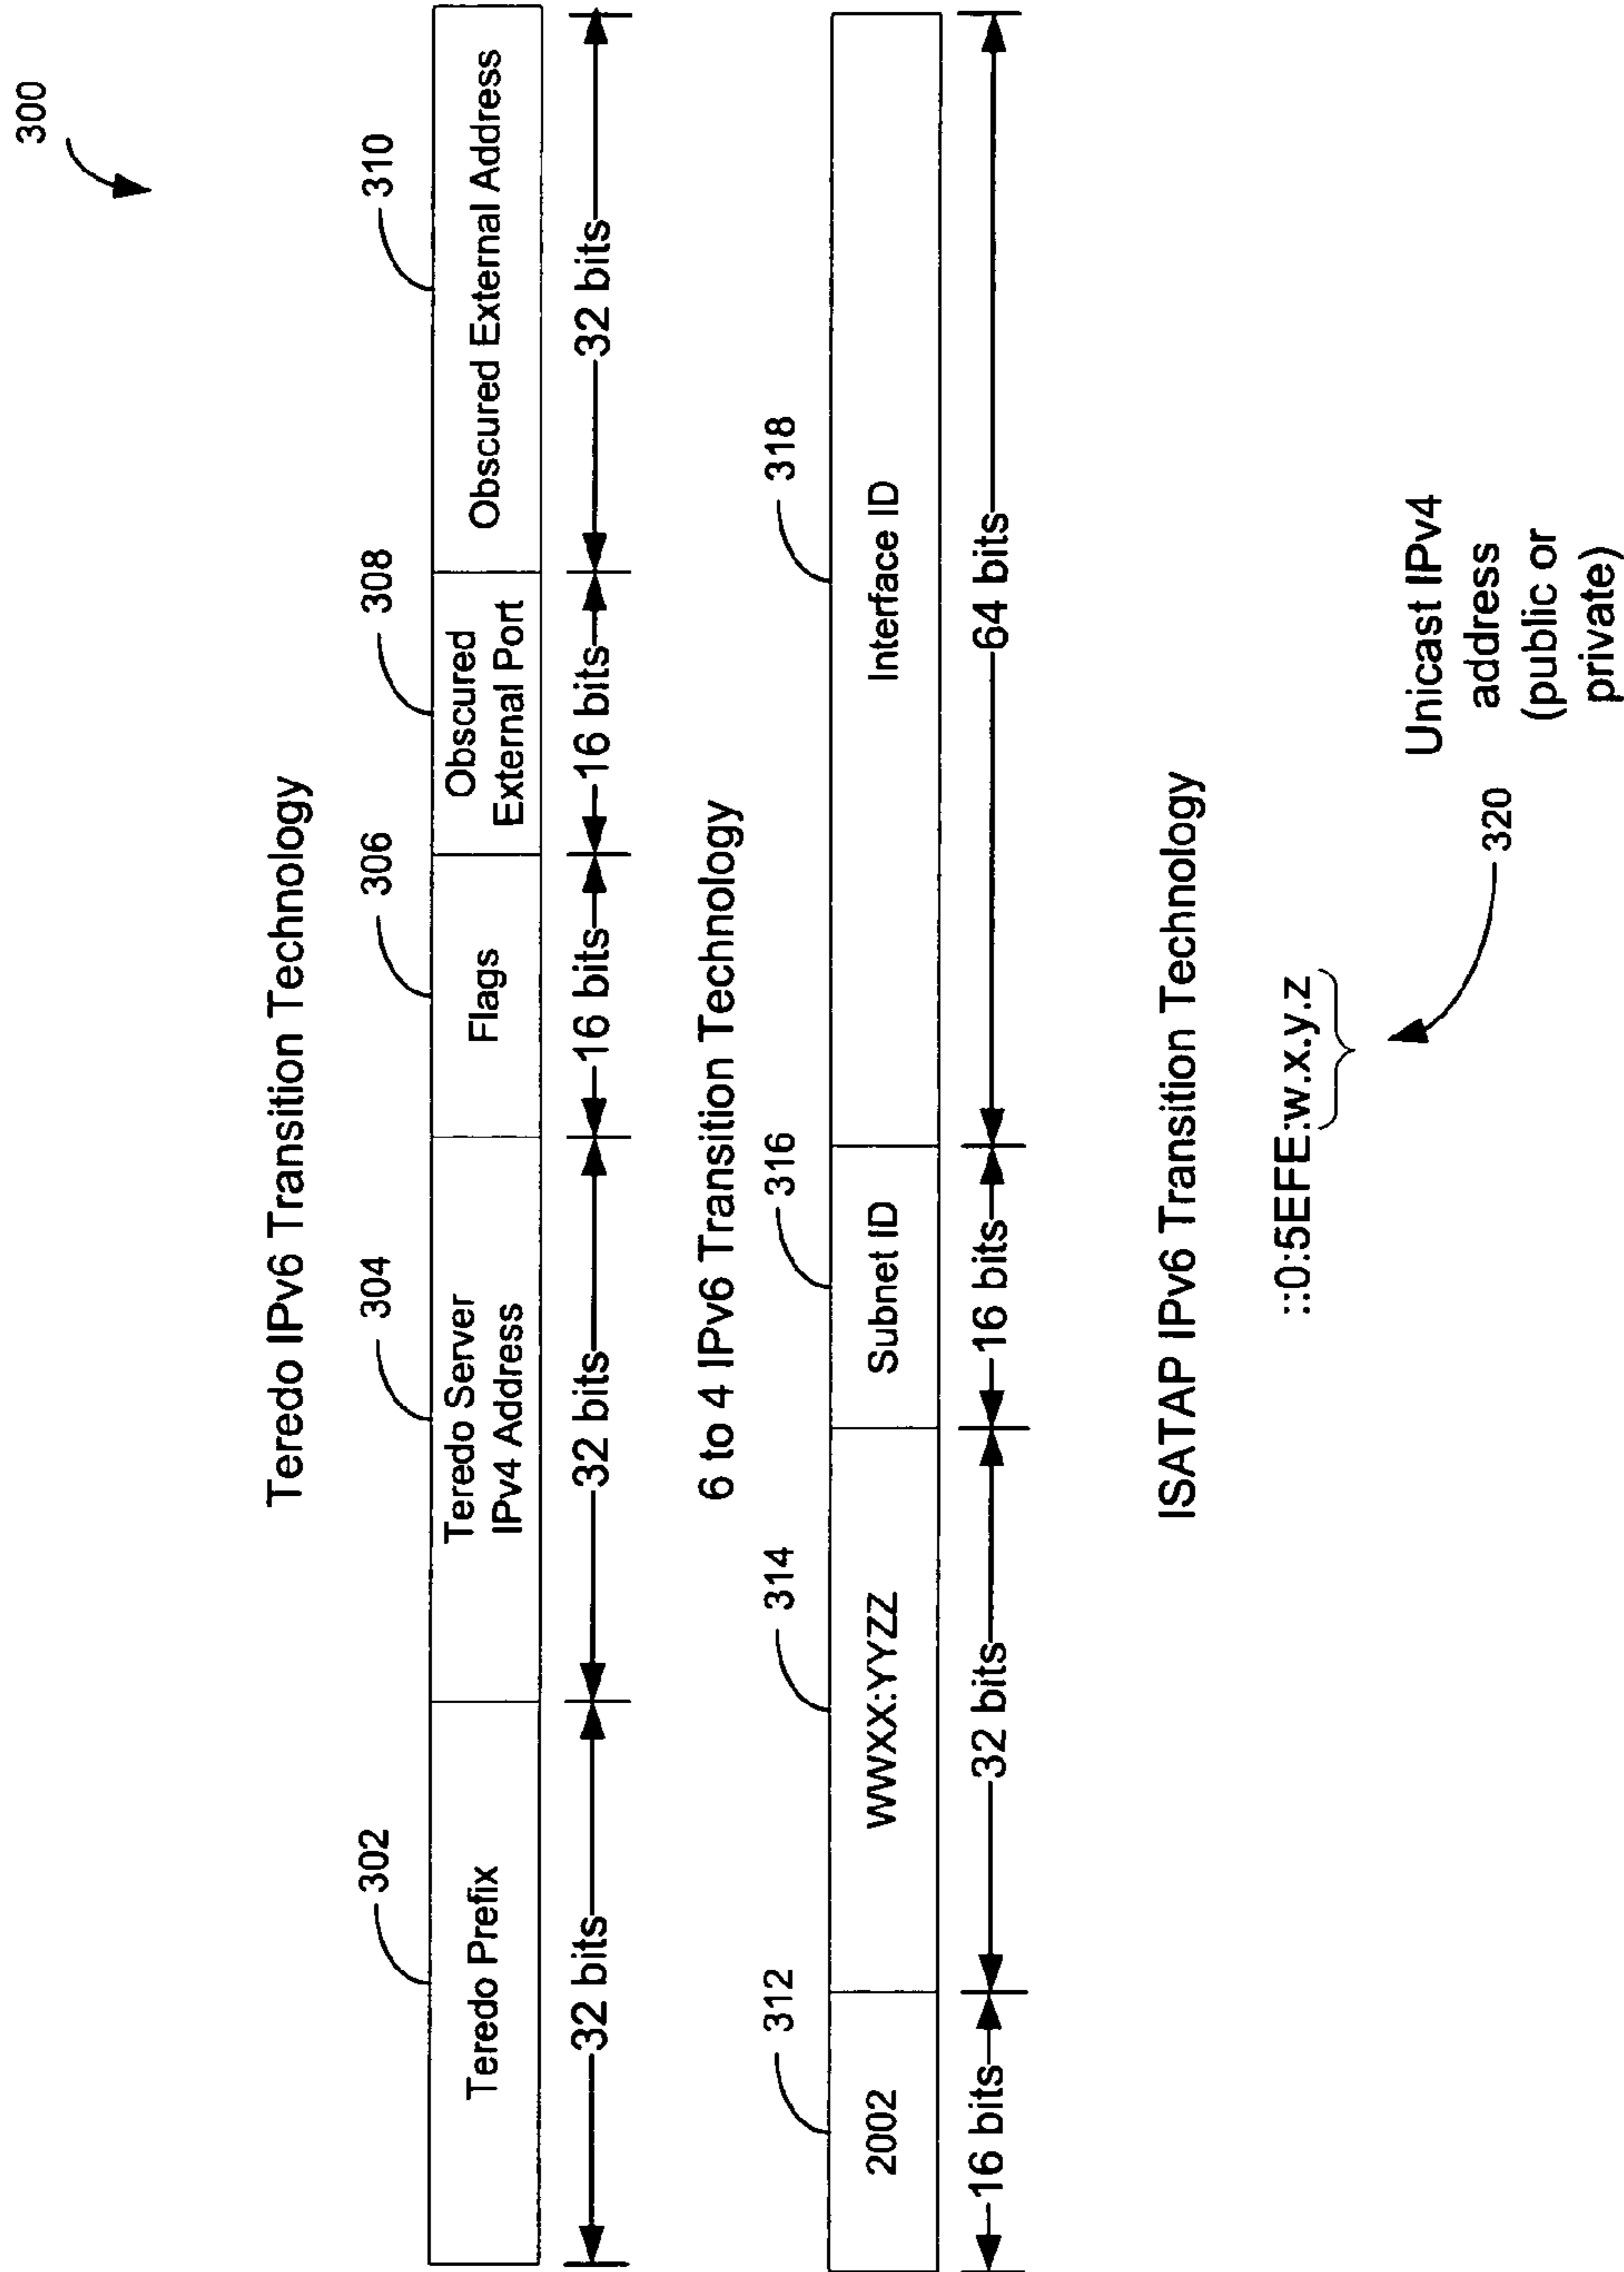 300
Teredo IPv6 Transition Technology
302
304
306
308
310
Teredo Prefix
Teredo Server
IPv4 Address
Flags
Obscured
External Port
Obscured External Address
32 bits
32 bits
16 bits
16 bits
32 bits
6 to 4 IPv6 Transition Technology
312
314
316
318
2002
WWXX:YYZZ
Subnet ID
Interface ID
16 bits
32 bits
16 bits
64 bits
ISATAP IPv6 Transition Technology
::0:5EFE:w.x.y.z
320
Unicast IPv4
address
(public or
private)